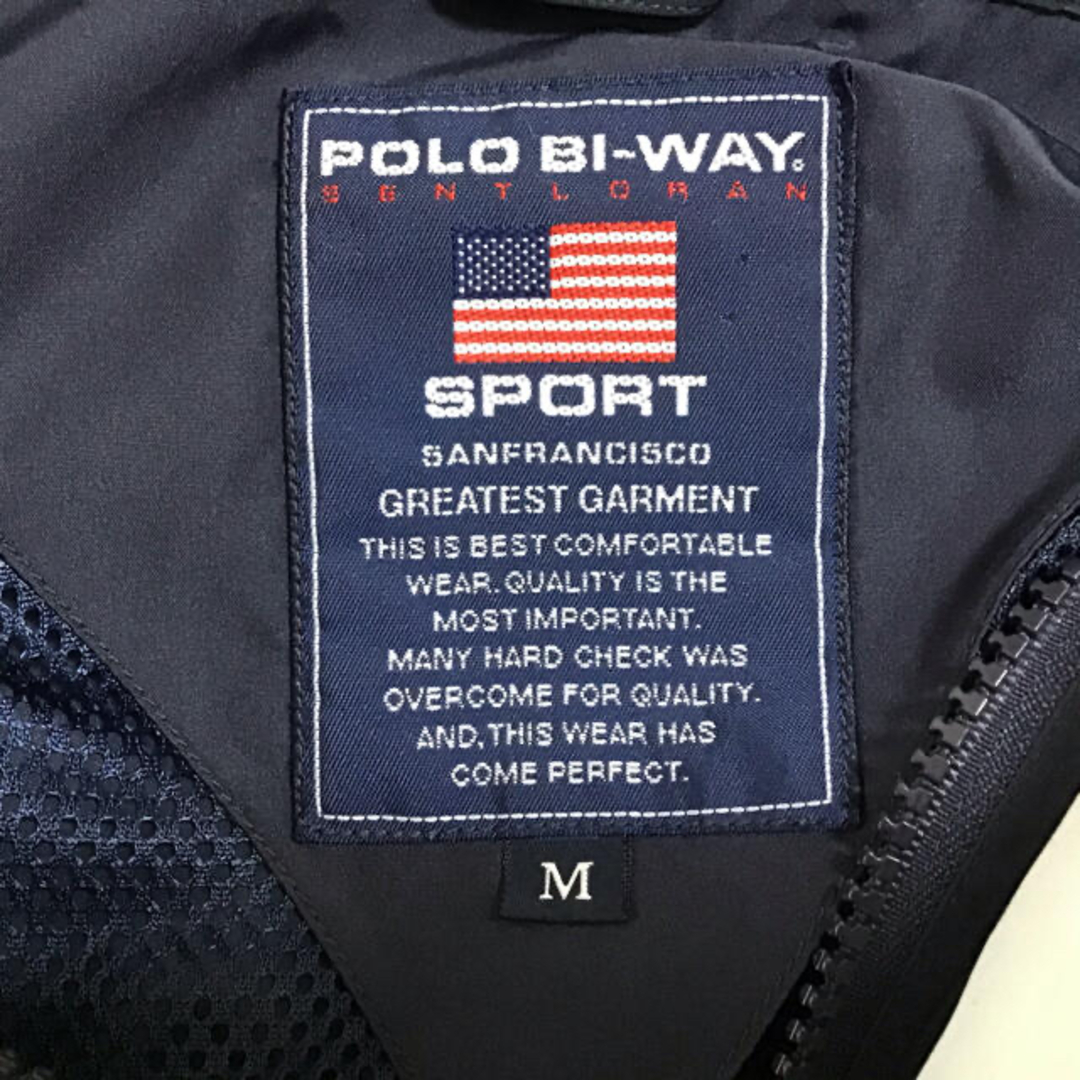 POLO BI-WAY.
SENTLORAN
SPORT
SANFRANCISCO
GREATEST GARMENT
THIS IS BEST COMFORTABLE
WEAR. QUALITY IS THE
MOST IMPORTANT.
MANY HARD CHECK WAS
OVERCOME FOR QUALITY.
AND, THIS WEAR HAS
COME PERFECT.
M